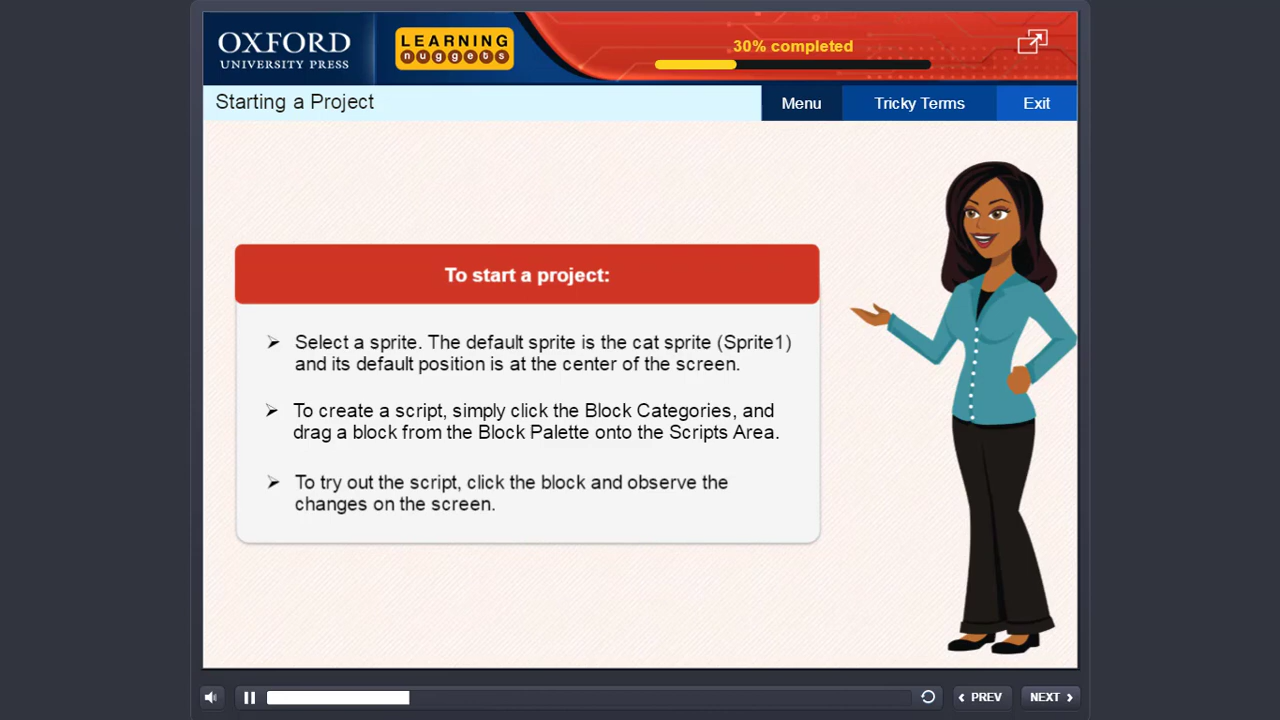 OXFORD
UNIVERSITY PRESS
LEARNING
nuggets
30% completed
Starting a Project
Menu
Tricky Terms
Exit
To start a project:
➢ Select a sprite. The default sprite is the cat sprite (Sprite1)
and its default position is at the center of the screen.
➢ To create a script, simply click the Block Categories, and
drag a block from the Block Palette onto the Scripts Area.
➢ To try out the script, click the block and observe the
changes on the screen.
PREV
NEXT